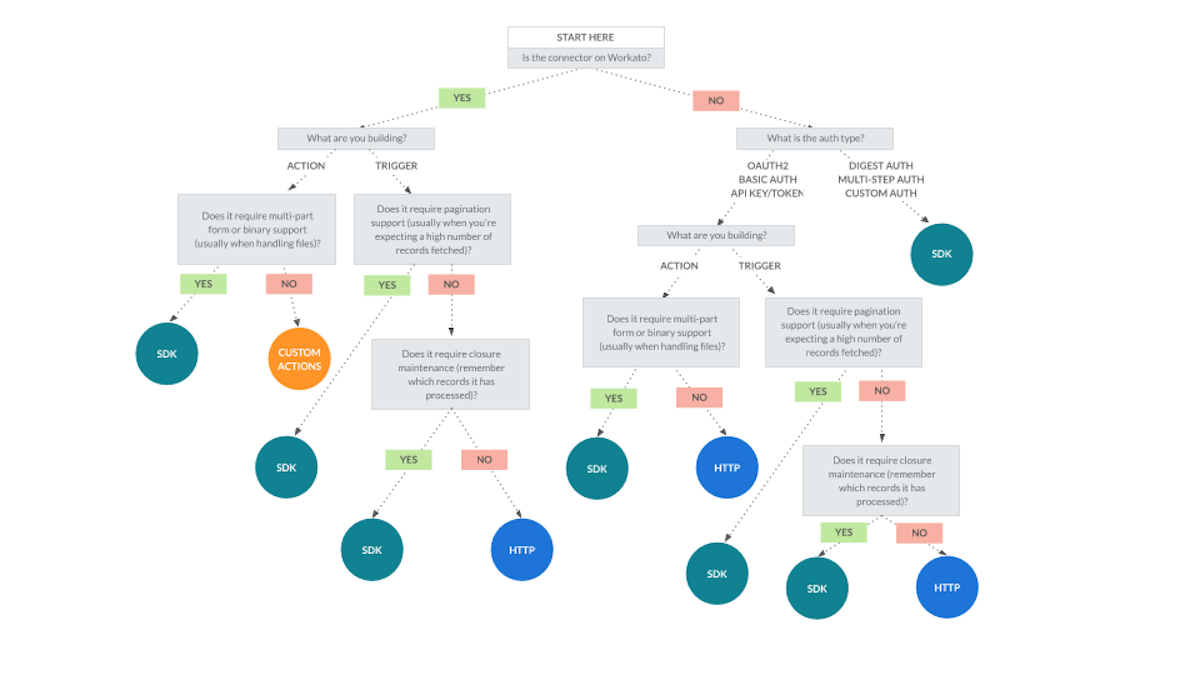 START HERE
Is the connector on Workato?
YES
NO
What are you building?
What is the auth type?
ACTION
TRIGGER
OAUTH2
BASIC AUTH
API KEY/TOKEN
DIGEST AUTH
MULTI-STEP AUTH
CUSTOM AUTH
Does it require multi-part
form or binary support
(usually when handling files)?
Does it require pagination
support (usually when you're
expecting a high number of
records fetched)?
What are you building?
SDK
ACTION
TRIGGER
YES
NO
YES
NO
SDK
CUSTOM
ACTIONS
Does it require closure
maintenance (remember
which records it has
processed)?
Does it require multi-part
form or binary support
(usually when handling files)?
Does it require pagination
support (usually when you're
expecting a high number of
records fetched)?
YES
NO
YES
NO
SDK
YES
NO
SDK
HTTP
Does it require closure
maintenance (remember
which records it has
processed)?
SDK
HTTP
YES
NO
SDK
SDK
HTTP